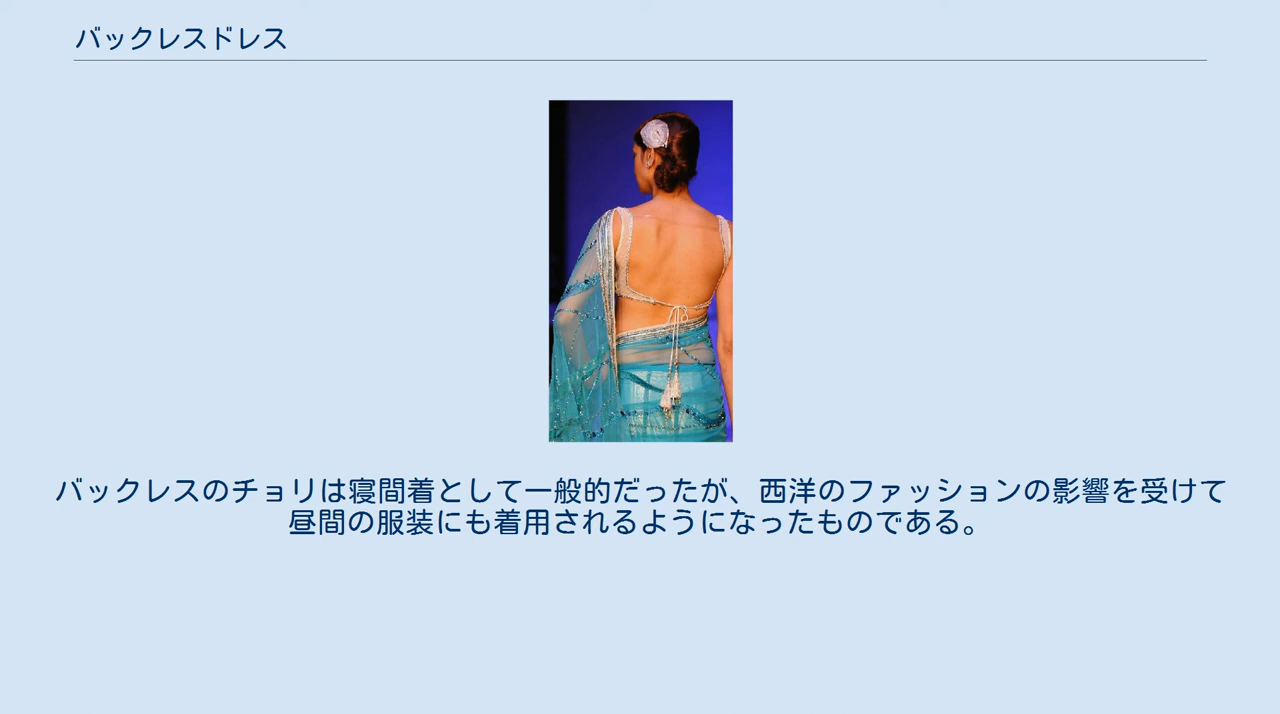 バックレスドレス
バックレスのチョリは寝間着として一般的だったが、西洋のファッションの影響を受けて
昼間の服装にも着用されるようになったものである。